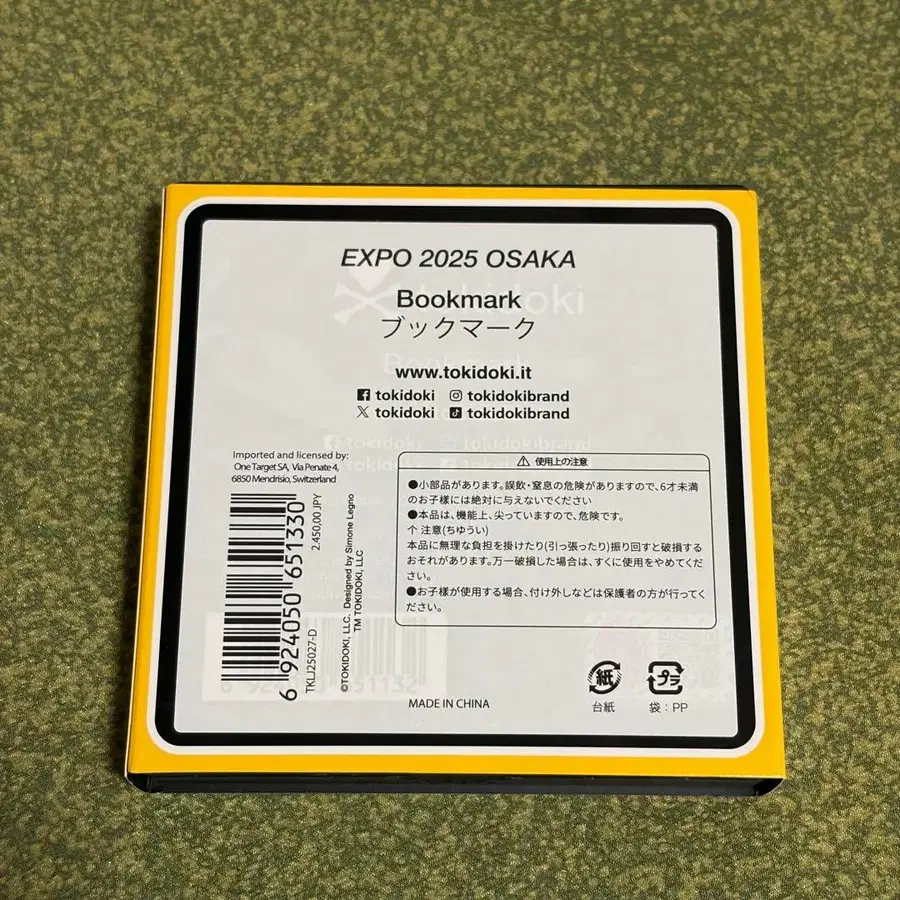 EXPO 2025 OSAKA
tokidoki
Bookmark
ブックマーク
Bookmark
www.tokidoki.it
tokidoki tokidokibrand
tokidoki tokidokibrand
tokidoki tokidokibrand
Imported and licensed by:
One Target SA, Via Penate 4,
6850 Mendrisio, Switzerland
6 924050 651330
2.450,00 JPY
TKLJ25027-D
©TOKIDOKI, LLC. Designed by Simone Legno
TM TOKIDOKI, LLC
使用上の注意
●小部品があります。誤飲・窒息の危険がありますので、6才未満
のお子様には絶対に与えないでください
●本品は、機能上、尖っていますので、危険です。
个 注意(ちゆうい)
本品に無理な負担を掛けたり(引っ張ったり)振り回すと破損する
おそれがあります。万一破損した場合は、すぐに使用をやめてくだ
さい。
●お子様が使用する場合、付け外しなどは保護者の方が行ってく
ださい。
紙 プラ
台紙 袋：PP
MADE IN CHINA